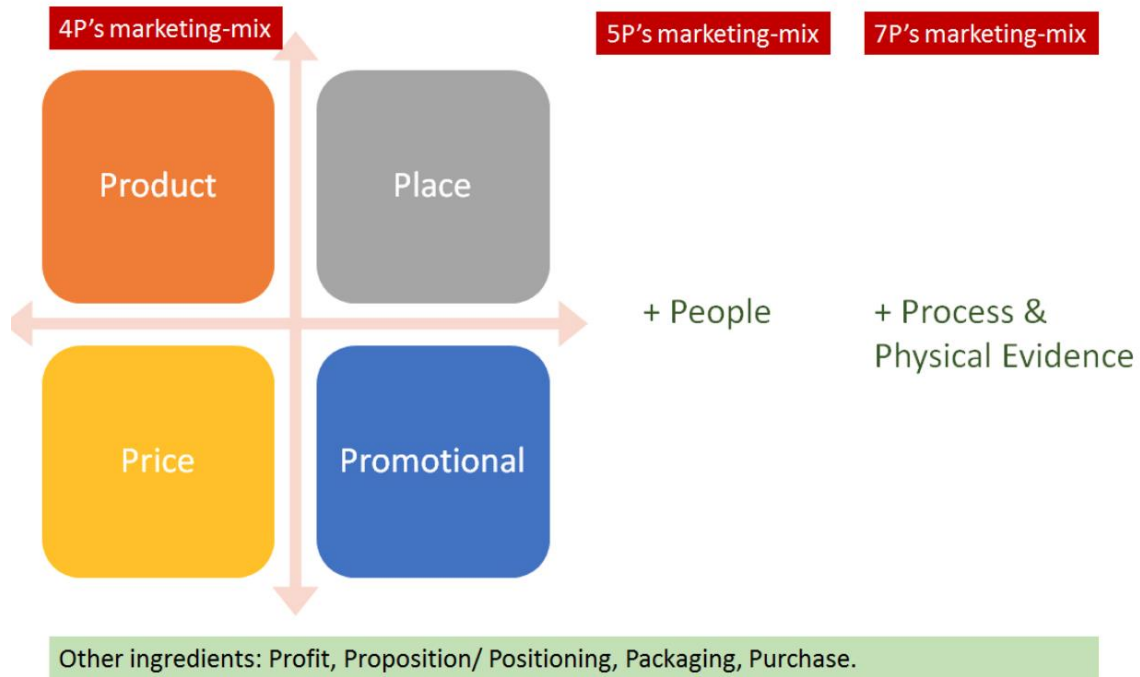 4P's marketing-mix
5P's marketing-mix
7P's marketing-mix
Product
Place
+ People
+ Process &
Physical Evidence
Price
Promotional
Other ingredients: Profit, Proposition/ Positioning, Packaging, Purchase.